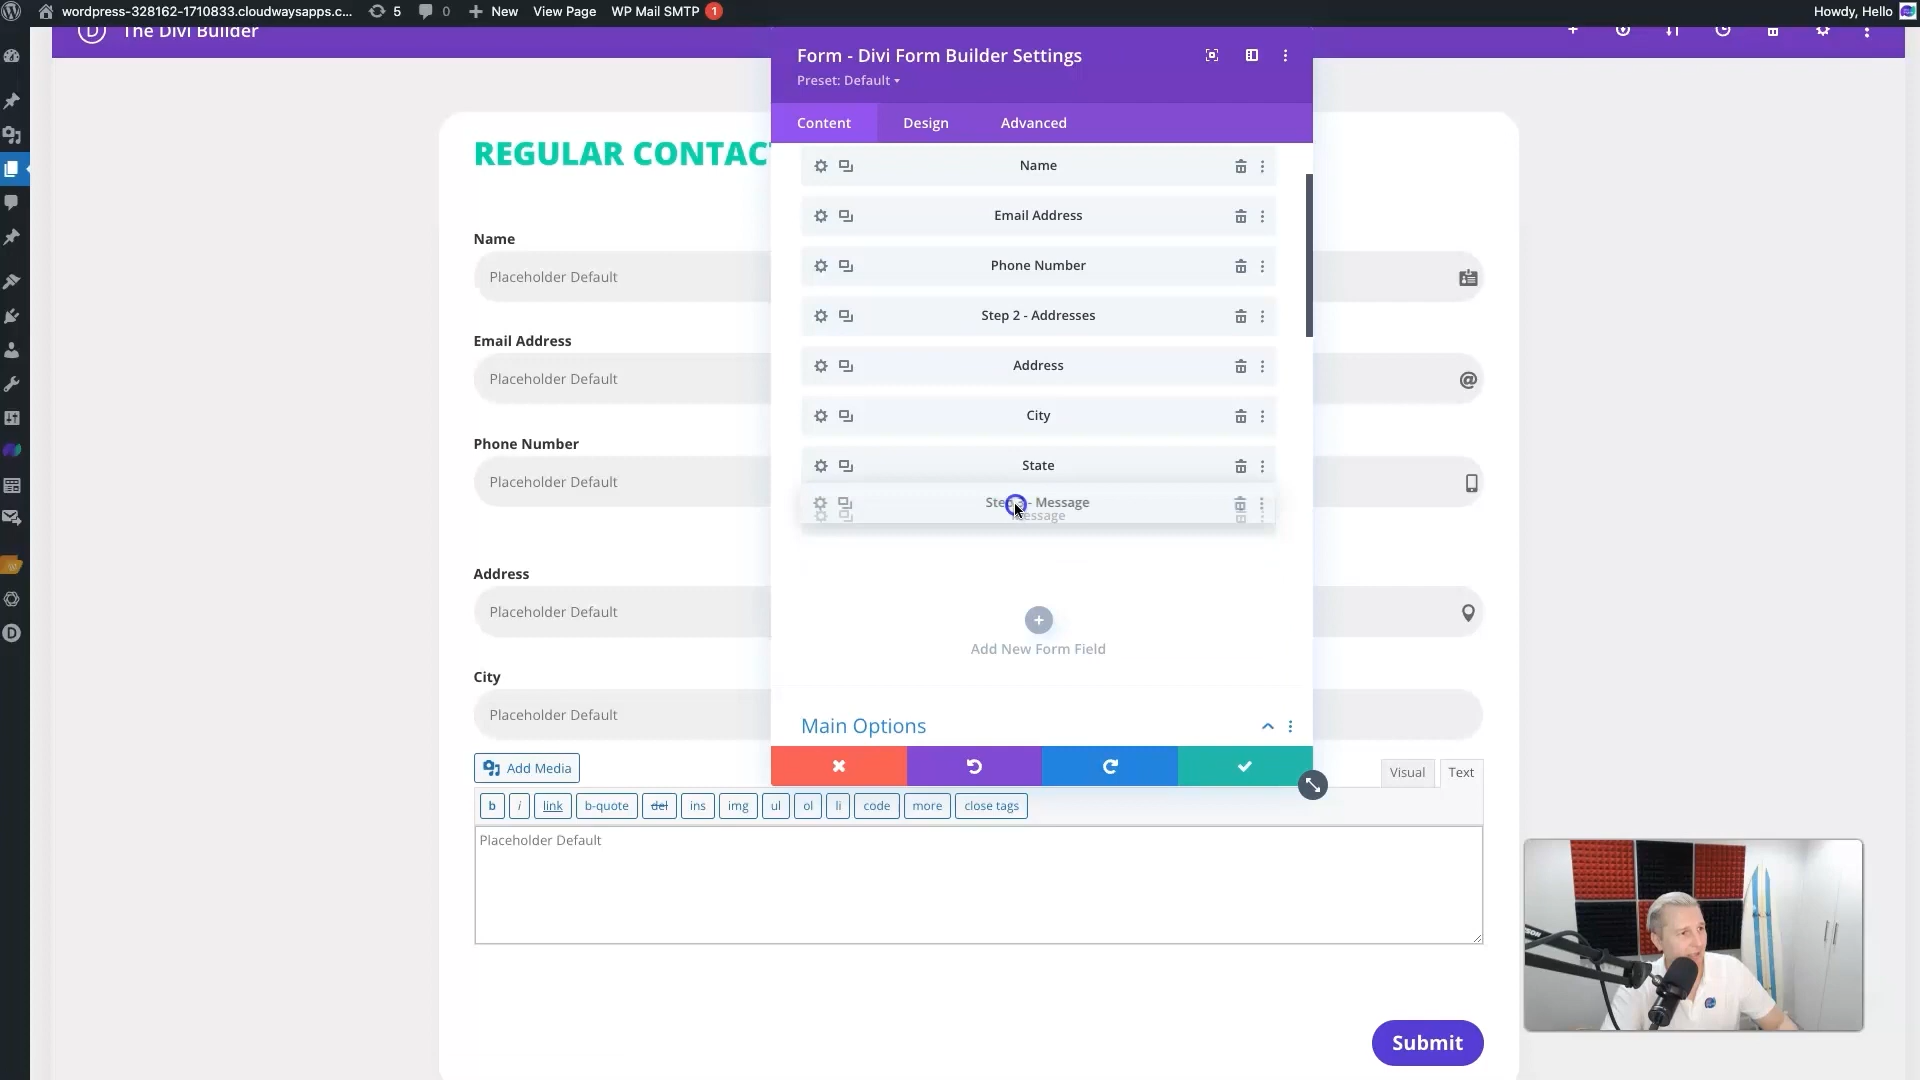 wordpress-328162-1710833.cloudwaysapps.c... 5 0 New View Page WP Mail SMTP 1 Howdy, Hello
The Divi Builder
Form - Divi Form Builder Settings
Preset: Default
Content Design Advanced
REGULAR CONTAC
Name
Email Address
Phone Number
Step 2 - Addresses
Address
City
State
Step 3 - Message
Message
Add New Form Field
Main Options
Name
Placeholder Default
Email Address
Placeholder Default
@
Phone Number
Placeholder Default
Address
Placeholder Default
City
Placeholder Default
Add Media Visual Text
b i link b-quote del ins img ul ol li code more close tags
Placeholder Default
Submit